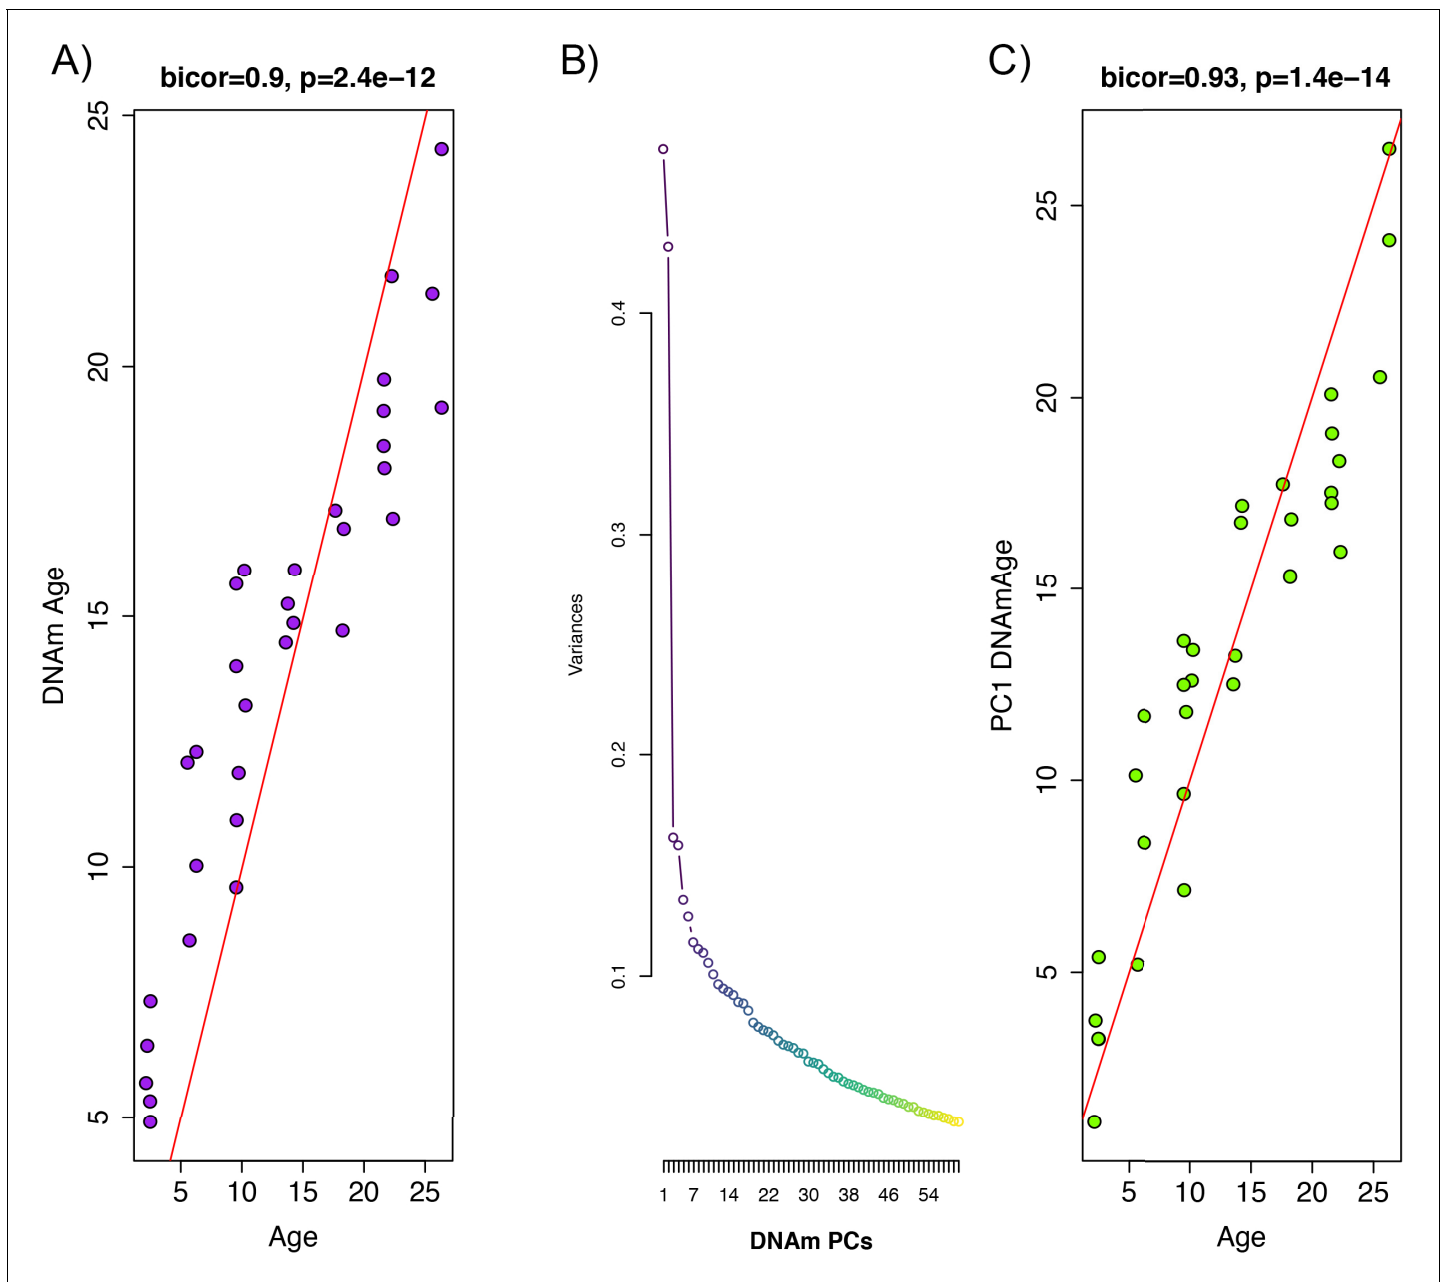 A)
bicor=0.9, p=2.4e−12
25
20
15
10
5
DNAm Age
5 10 15 20 25
Age
B)
0.4
0.3
0.2
0.1
Variances
1 7 14 22 30 38 46 54
DNAm PCs
C)
bicor=0.93, p=1.4e−14
25
20
15
10
5
PC1 DNAmAge
5 10 15 20 25
Age